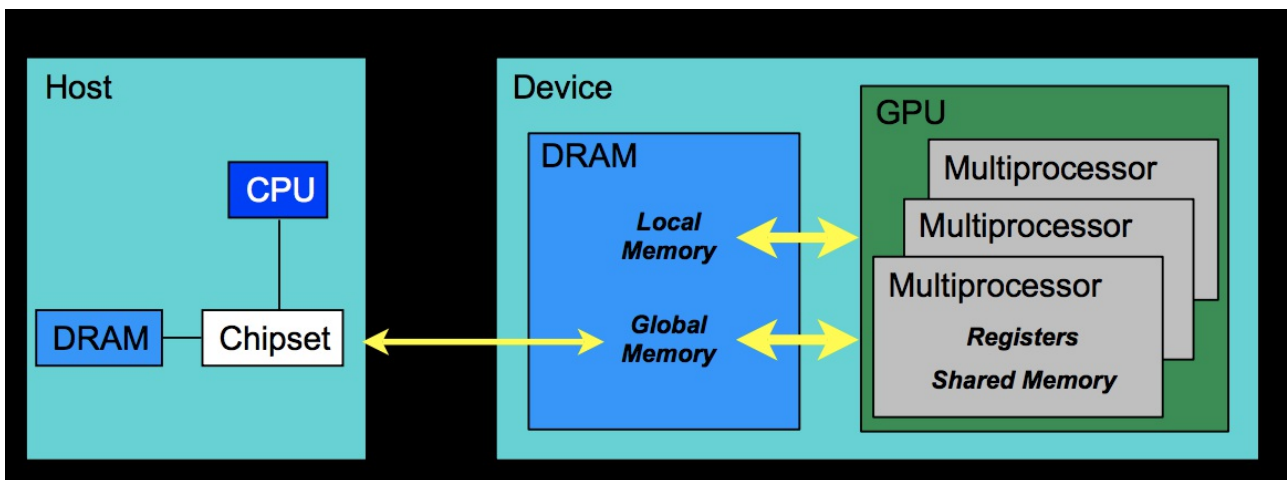 Host
CPU
DRAM
Chipset
Device
DRAM
Local
Memory
Global
Memory
GPU
Multiprocessor
Multiprocessor
Multiprocessor
Registers
Shared Memory